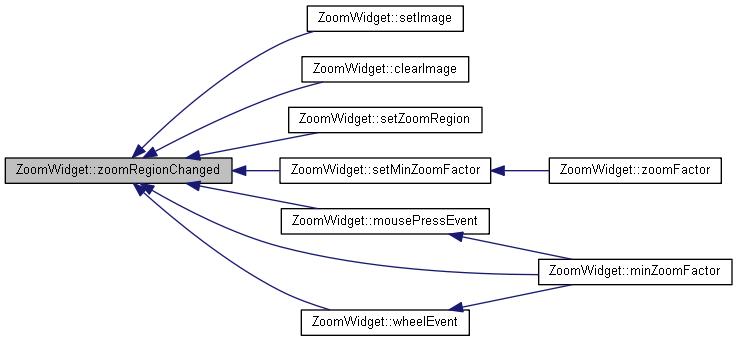 ZoomWidget::setImage
ZoomWidget::clearImage
ZoomWidget::setZoomRegion
ZoomWidget::zoomRegionChanged
ZoomWidget::setMinZoomFactor
ZoomWidget::zoomFactor
ZoomWidget::mousePressEvent
ZoomWidget::minZoomFactor
ZoomWidget::wheelEvent